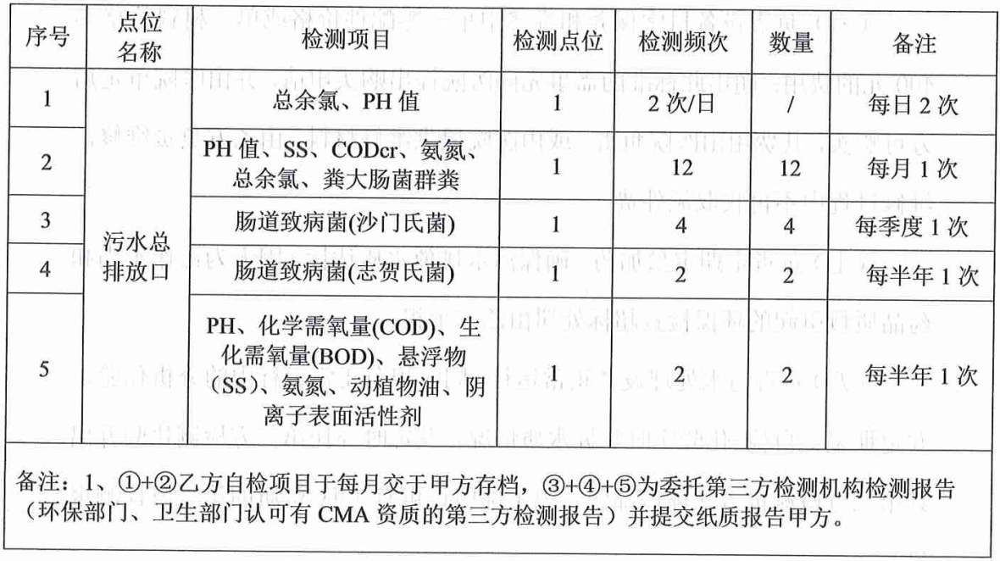 序号 点位名称 检测项目 检测点位 检测频次 数量 备注
1 总余氯、PH 值 1 2 次/日 / 每日 2 次
2 PH 值、SS、CODcr、氨氮、
总余氯、粪大肠菌群粪 1 12 12 每月 1 次
污水总
排放口
3 肠道致病菌(沙门氏菌) 1 4 4 每季度 1 次
4 肠道致病菌(志贺氏菌) 1 2 2 每半年 1 次
5 PH、化学需氧量(COD)、生
化需氧量(BOD)、悬浮物
（SS）、氨氮、动植物油、阴
离子表面活性剂 1 2 2 每半年 1 次
备注：1、①+②乙方自检项目于每月交于甲方存档，③+④+⑤为委托第三方检测机构检测报告
（环保部门、卫生部门认可有 CMA 资质的第三方检测报告）并提交纸质报告甲方。